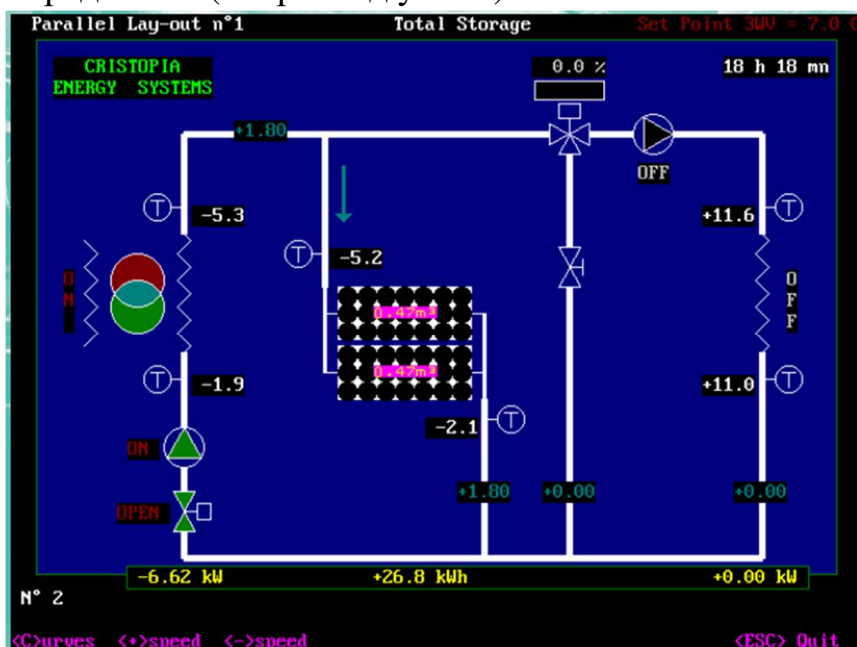 Parallel Lay-out n°1 Total Storage Set Point 3WV = 7.0 C
CRISTOPIA
ENERGY SYSTEMS
0.0 %
18 h 18 mn
+1.80
OFF
T -5.3
+11.6 T
T -5.2
ON
0.47m³
OFF
0.47m³
T -1.9
+11.0 T
-2.1 T
ON
+1.80 +0.00 +0.00
OPEN
-6.62 kW +26.8 kWh +0.00 kW
N° 2
<C>urves <+>speed <->speed <ESC> Quit